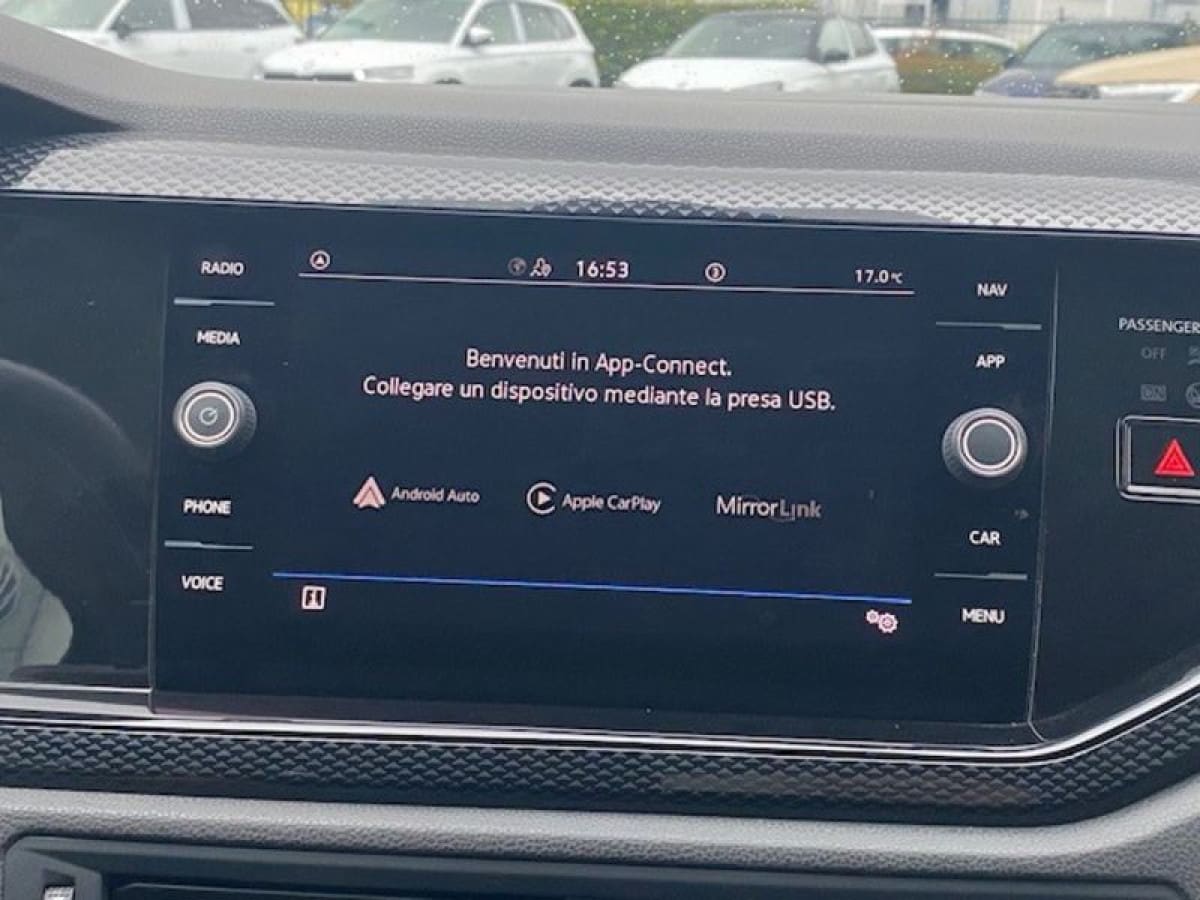 RADIO
MEDIA
PHONE
VOICE
16:53
17.0°C
Benvenuti in App-Connect.
Collegare un dispositivo mediante la presa USB.
Android Auto
Apple CarPlay
MirrorLink
NAV
APP
CAR
MENU
PASSENGER
OFF